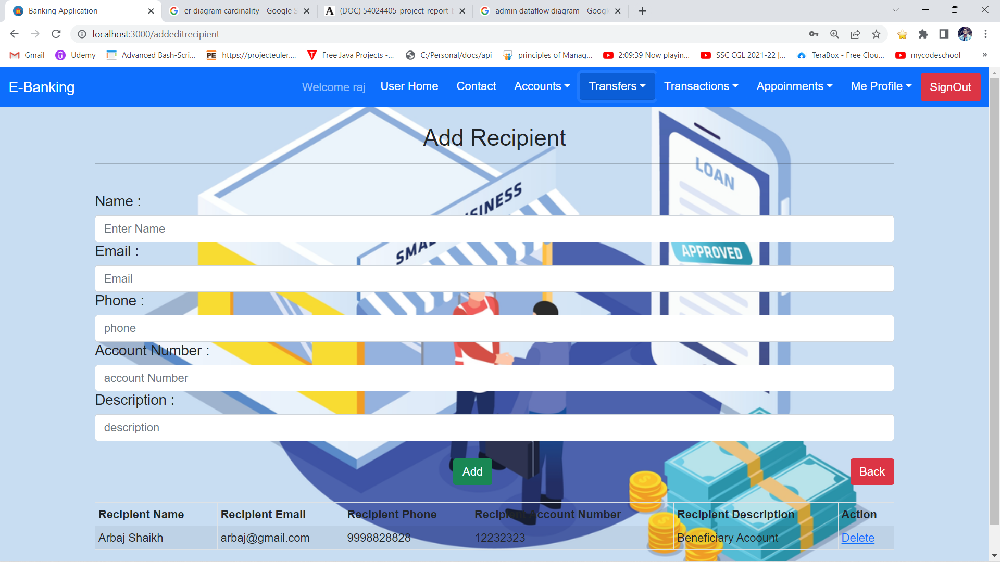 Banking Application
er diagram cardinality - Google S
(DOC) 54024405-project-report-b
admin dataflow diagram - Google
localhost:3000/addeditrecipient
Gmail
Udemy
Advanced Bash-Scri...
PE https://projecteuler....
Free Java Projects -...
C:/Personal/docs/api
principles of Manag...
2:09:39 Now playin...
SSC CGL 2021-22 |...
TeraBox - Free Clou...
mycodeschool
»
E-Banking
Welcome raj
User Home
Contact
Accounts
Transfers
Transactions
Appoinments
Me Profile
SignOut
Add Recipient
LOAN
Name :
Enter Name
Email :
APPROVED
Email
Phone :
phone
Account Number :
account Number
Description :
description
Add
Back
Recipient Name Recipient Email Recipient Phone Recipient Account Number Recipient Description Action
Arbaj Shaikh arbaj@gmail.com 9998828828 12232323 Beneficiary Acoount Delete